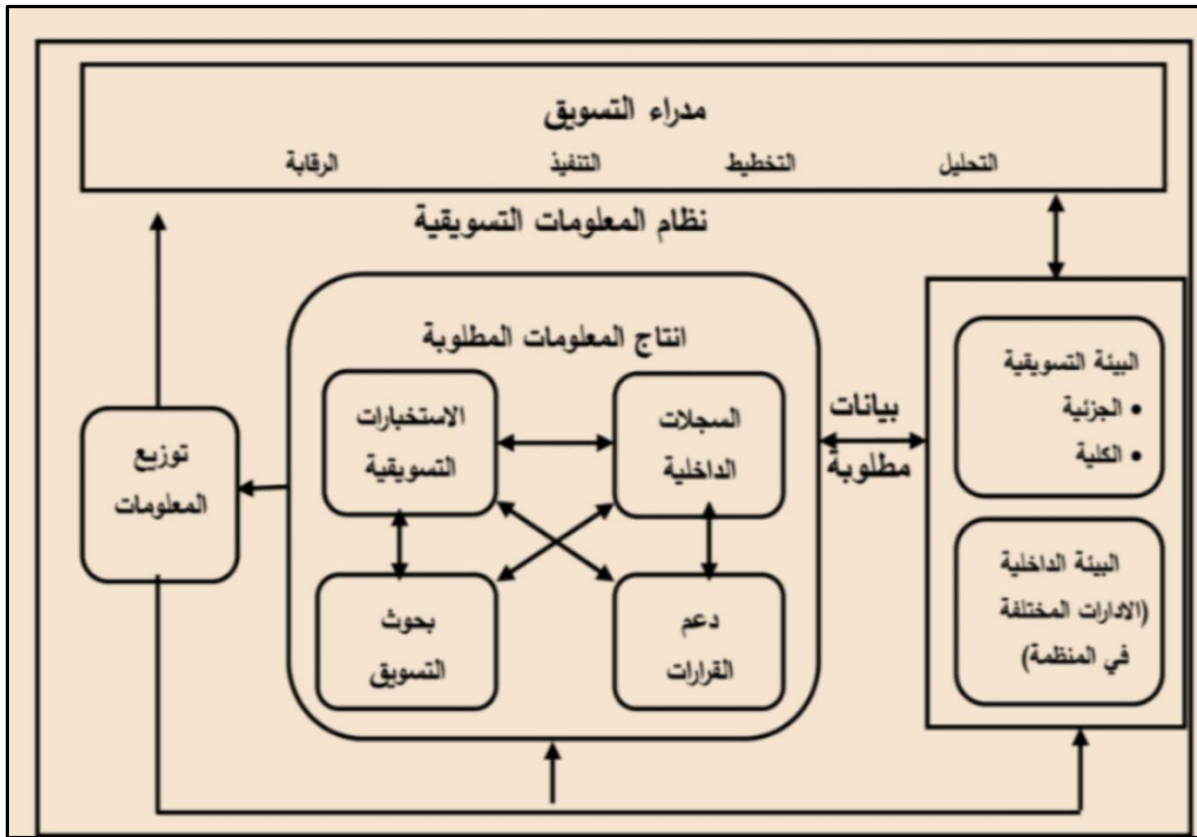 مدراء التسويق
التحليل التخطيط التنفيذ الرقابة
نظام المعلومات التسويقية
البيئة التسويقية
• الجزئية
• الكلية
البيئة الداخلية
(الادارات المختلفة
في المنظمة)
بيانات
مطلوبة
انتاج المعلومات المطلوبة
السجلات
الداخلية
الاستخبارات
التسويقية
دعم
القرارات
بحوث
التسويق
توزيع
المعلومات